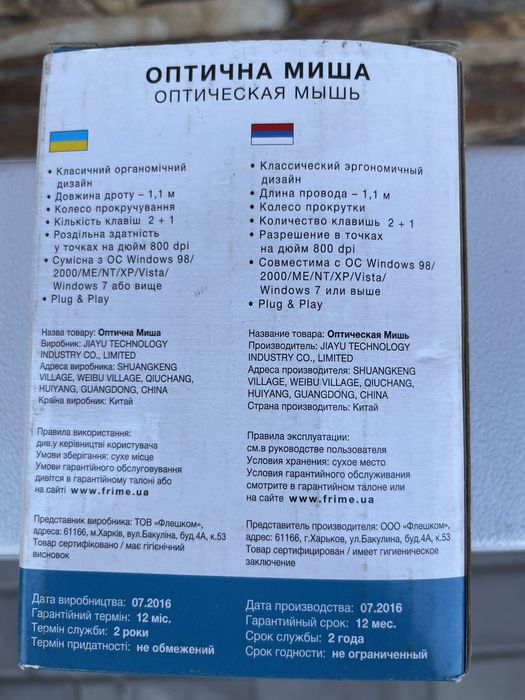 ОПТИЧНА МИША
ОПТИЧЕСКАЯ МЫШЬ
• Класичний органомічний
дизайн
• Довжина дроту – 1,1 м
• Колесо прокручування
• Кількість клавіш 2 + 1
• Роздільна здатність
у точках на дюйм 800 dpi
• Сумісна з ОС Windows 98/
2000/ME/NT/XP/Vista/
Windows 7 або вище
• Plug & Play
• Классический эргономичный
дизайн
• Длина провода – 1,1 м
• Колесо прокрутки
• Количество клавишь 2 + 1
• Разрешение в точках
на дюйм 800 dpi
• Совместима с ОС Windows 98/
2000/ME/NT/XP/Vista/
Windows 7 или выше
• Plug & Play
Назва товару: Оптична Миша
Виробник: JIAYU TECHNOLOGY
INDUSTRY CO., LIMITED
Адреса виробника: SHUANGKENG
VILLAGE, WEIBU VILLAGE, QIUCHANG,
HUIYANG, GUANGDONG, CHINA
Країна виробник: Китай
Название товара: Оптическая Мишь
Производитель: JIAYU TECHNOLOGY
INDUSTRY CO., LIMITED
Адреса производителя: SHUANGKENG
VILLAGE, WEIBU VILLAGE, QIUCHANG,
HUIYANG, GUANGDONG, CHINA
Страна производитель: Китай
Правила використання:
див.у керівництві користувача
Умови зберігання: сухе місце
Умови гарантійного обслуговування
дивітся в гарантійному талоні або
на сайті www.frime.ua
Правила эксплуатации:
см.в руководстве пользователя
Условия хранения: сухое место
Условия гарантийного обслуживания
смотрите в гарантийном талоне или
на сайте www.frime.ua
Представник виробника: ТОВ «Флешком»,
адреса: 61166, м.Харків, вул.Бакуліна, буд.4А, к.53
Товар сертифіковано / має гігієнічний
висновок
Представитель производителя: ООО «Флешком»,
адрес: 61166, г.Харьков, ул.Бакулина, буд.4А, к.53
Товар сертифицирован / имеет гигиеническое
заключение
Дата виробництва: 07.2016
Гарантійний термін: 12 міс.
Термін служби: 2 роки
Термін придатності: не обмежений
Дата производства: 07.2016
Гарантийный срок: 12 мес.
Срок службы: 2 года
Срок годности: не ограниченный